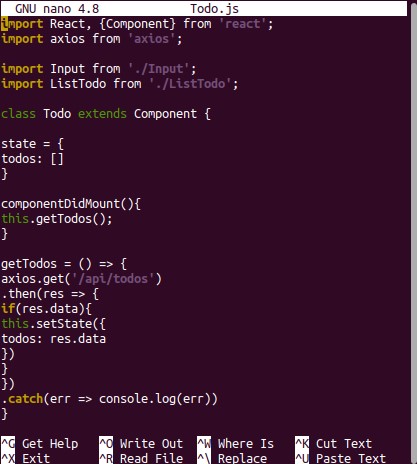 GNU nano 4.8 Todo.js
import React, {Component} from 'react';
import axios from 'axios';
import Input from './Input';
import ListTodo from './ListTodo';
class Todo extends Component {
state = {
todos: []
}
componentDidMount(){
this.getTodos();
}
getTodos = () => {
axios.get('/api/todos')
.then(res => {
if(res.data){
this.setState({
todos: res.data
})
}
})
.catch(err => console.log(err))
}
^G Get Help ^O Write Out ^W Where Is ^K Cut Text
^X Exit ^R Read File ^\ Replace ^U Paste Text